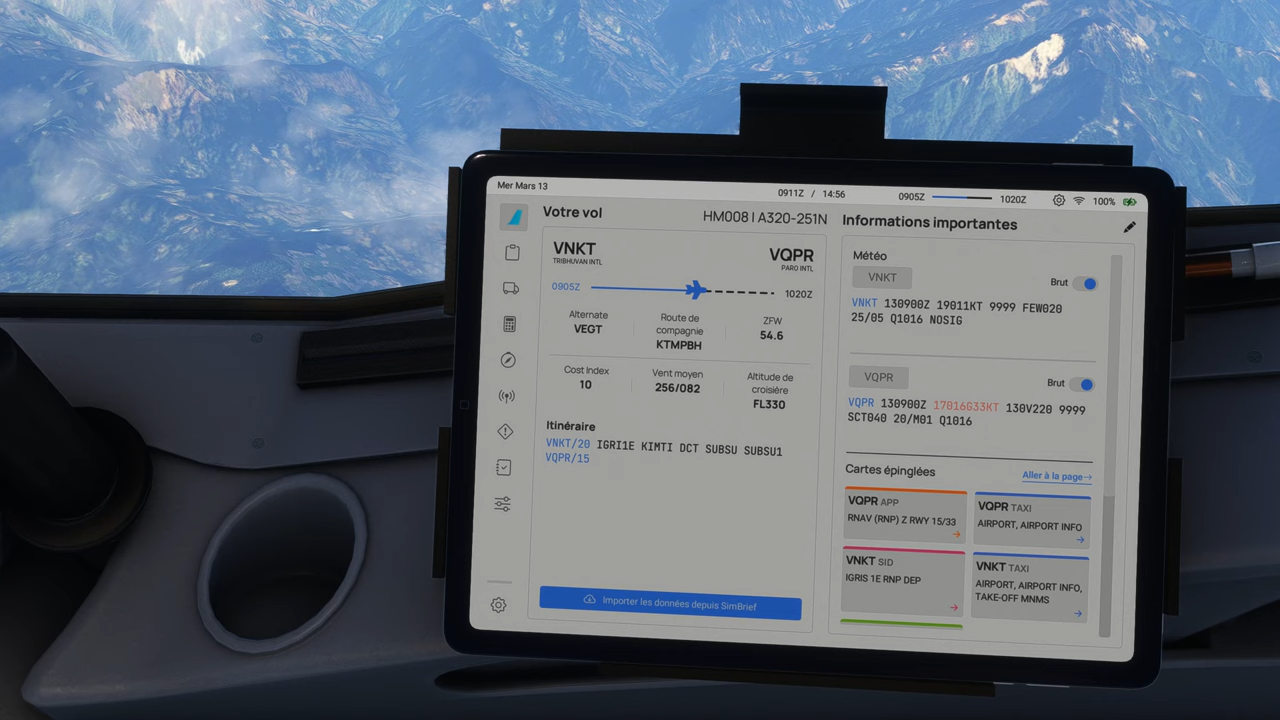 Mer Mars 13
0911Z / 14:56
0905Z 1020Z
100%
Votre vol
HM008 | A320-251N
VNKT
TRIBHUVAN INTL
VQPR
PARO INTL
0905Z
1020Z
Alternate
VEGT
Route de
compagnie
KTMPBH
ZFW
54.6
Cost Index
10
Vent moyen
256/082
Altitude de
croisière
FL330
Itinéraire
VNKT/20 IGRI1E KIMTI DCT SUBSU SUBSU1
VQPR/15
Importer les données depuis SimBrief
Informations importantes
Météo
VNKT
Brut
VNKT 130900Z 19011KT 9999 FEW020
25/05 Q1016 NOSIG
VQPR
Brut
VQPR 130900Z 17016G33KT 130V220 9999
SCT040 20/M01 Q1016
Cartes épinglées
Aller à la page
VQPR APP
RNAV (RNP) Z RWY 15/33
VQPR TAXI
AIRPORT, AIRPORT INFO
VNKT SID
IGRIS 1E RNP DEP
VNKT TAXI
AIRPORT, AIRPORT INFO,
TAKE-OFF MNMS